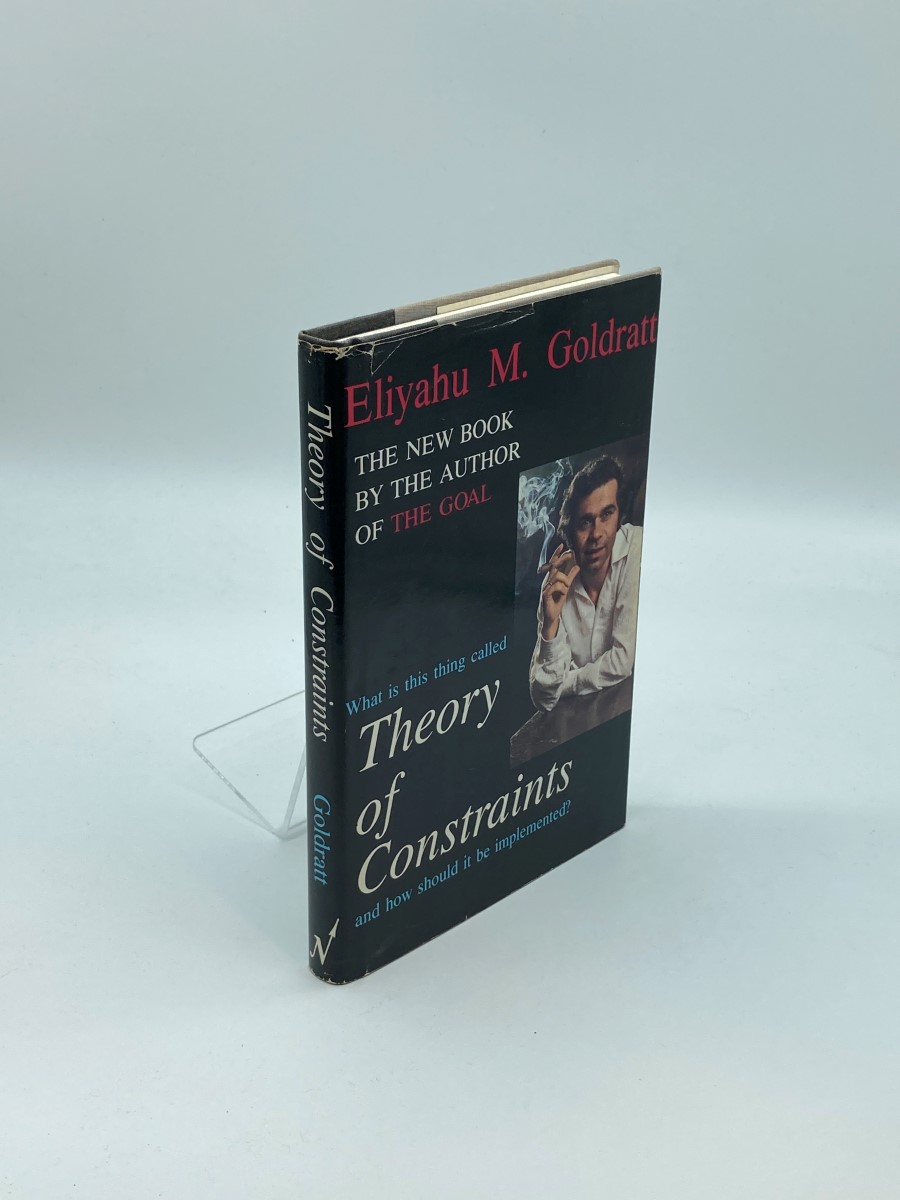 Eliyahu M. Goldratt
THE NEW BOOK
BY THE AUTHOR
OF THE GOAL
What is this thing called
Theory
of
Constraints
and how should it be implemented?
Theory of Constraints Goldratt
N